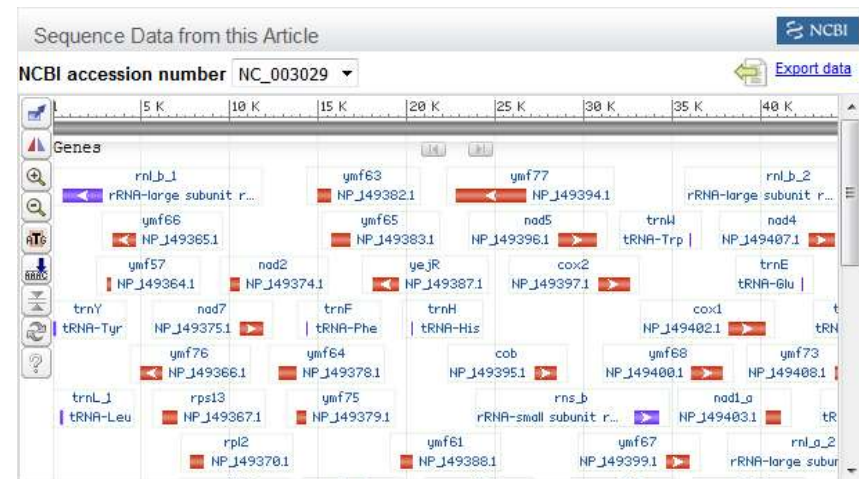 Sequence Data from this Article
NCBI
NCBI accession number NC_003029
Export data
5 K 10 K 15 K 20 K 25 K 30 K 35 K 40 K
Genes
rnl_b_1 ymf63 ymf77 rnl_b_2
rRNA-large subunit r… NP_149382.1 NP_149394.1 rRNA-large subunit r…
ymf66 ymf65 nad5 trnW nad4
ATG NP_149365.1 NP_149383.1 NP_149396.1 tRNA-Trp NP_149407.1
ymf57 nad2 yejR cox2 trnE
NP_149364.1 NP_149374.1 NP_149387.1 NP_149397.1 tRNA-Glu
trnY nad7 trnF trnH cox1 t
tRNA-Tyr NP_149375.1 tRNA-Phe tRNA-His NP_149402.1 tRN
ymf76 ymf64 cob ymf68 ymf73
? NP_149366.1 NP_149378.1 NP_149395.1 NP_149400.1 NP_149408.1
trnL_1 rps13 ymf75 rns_b nad1_a
tRNA-Leu NP_149367.1 NP_149379.1 rRNA-small subunit r… NP_149403.1 tR
rpl2 ymf61 ymf67 rnl_a_2
NP_149370.1 NP_149388.1 NP_149399.1 rRNA-large subur